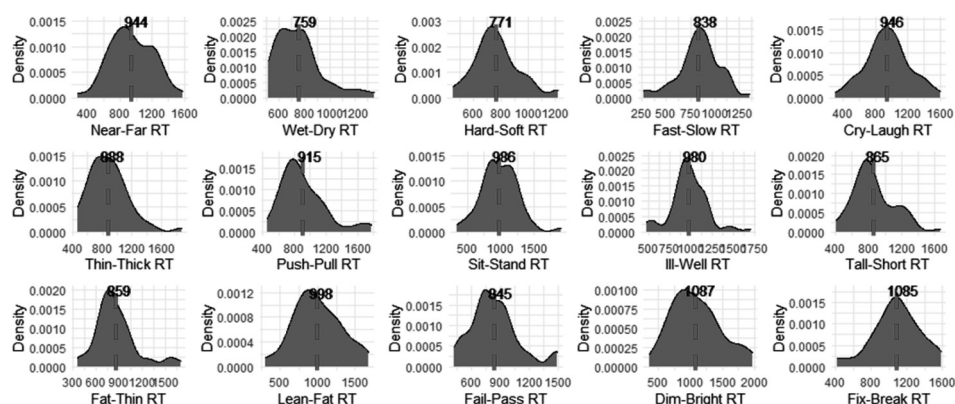 944
0.0015
0.0010
0.0005
0.0000
Density
400 800 1200 1600
Near-Far RT
759
0.0025
0.0020
0.0015
0.0010
0.0005
0.0000
Density
600 800 1000 1200
Wet-Dry RT
771
0.003
0.002
0.001
0.000
Density
600 800 1000 1200
Hard-Soft RT
838
0.0025
0.0020
0.0015
0.0010
0.0005
0.0000
Density
250 500 750 1000 1250
Fast-Slow RT
946
0.0015
0.0010
0.0005
0.0000
Density
400 800 1200 1600
Cry-Laugh RT
888
0.0015
0.0010
0.0005
0.0000
Density
400 800 1200 1600
Thin-Thick RT
915
0.0015
0.0010
0.0005
0.0000
Density
400 800 1200 1600
Push-Pull RT
986
0.0015
0.0010
0.0005
0.0000
Density
500 1000 1500
Sit-Stand RT
980
0.0025
0.0020
0.0015
0.0010
0.0005
0.0000
Density
500 750 1000 1250 1500 1750
Ill-Well RT
865
0.0020
0.0015
0.0010
0.0005
0.0000
Density
400 800 1200 1600
Tall-Short RT
859
0.0020
0.0015
0.0010
0.0005
0.0000
Density
300 600 900 1200 1500
Fat-Thin RT
998
0.0012
0.0008
0.0004
0.0000
Density
500 1000 1500
Lean-Fat RT
845
0.0015
0.0010
0.0005
0.0000
Density
400 600 800 1000 1200 1400
Fail-Pass RT
1087
0.00100
0.00075
0.00050
0.00025
0.00000
Density
500 1000 1500 2000
Dim-Bright RT
1085
0.0015
0.0010
0.0005
0.0000
Density
400 800 1200 1600
Fix-Break RT